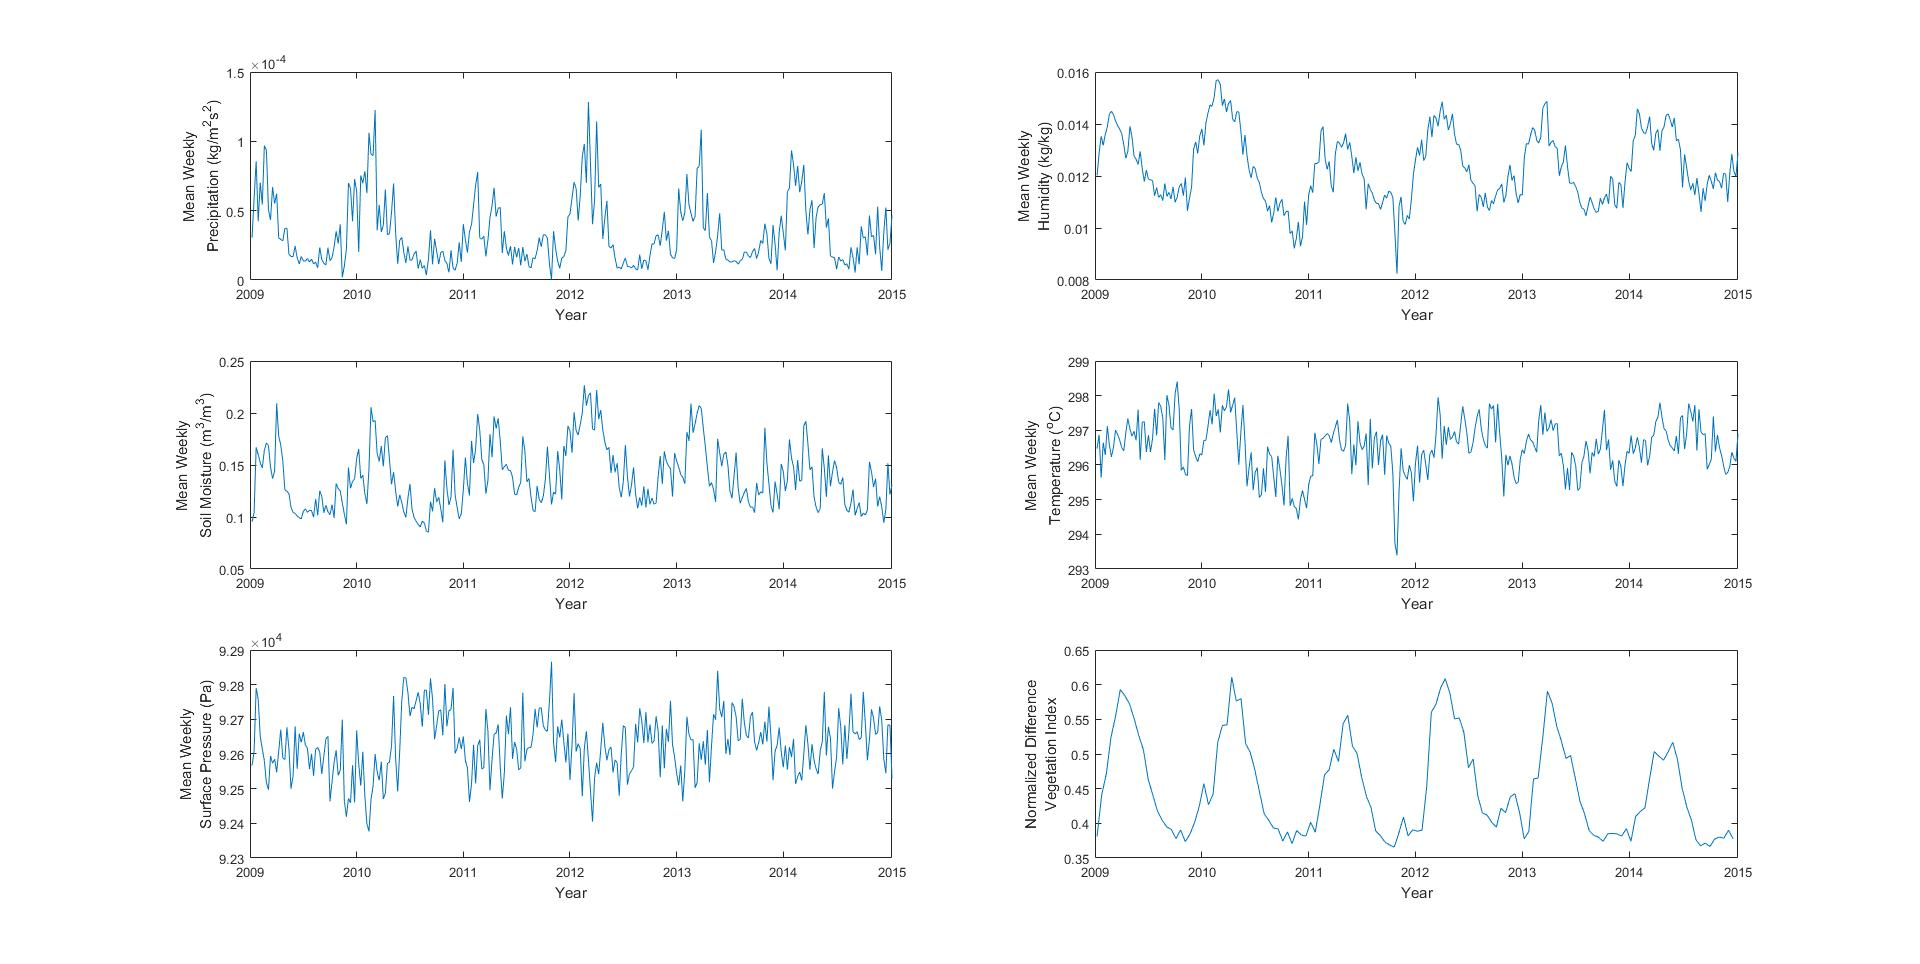 ×10-4
1.5
1
0.5
0
Mean Weekly
Precipitation (kg/m2s2)
2009 2010 2011 2012 2013 2014 2015
Year
0.016
0.014
0.012
0.01
0.008
Mean Weekly
Humidity (kg/kg)
2009 2010 2011 2012 2013 2014 2015
Year
0.25
0.2
0.15
0.1
0.05
Mean Weekly
Soil Moisture (m3/m3)
2009 2010 2011 2012 2013 2014 2015
Year
299
298
297
296
295
294
293
Mean Weekly
Temperature (oC)
2009 2010 2011 2012 2013 2014 2015
Year
×104
9.29
9.28
9.27
9.26
9.25
9.24
9.23
Mean Weekly
Surface Pressure (Pa)
2009 2010 2011 2012 2013 2014 2015
Year
0.65
0.6
0.55
0.5
0.45
0.4
0.35
Normalized Difference
Vegetation Index
2009 2010 2011 2012 2013 2014 2015
Year